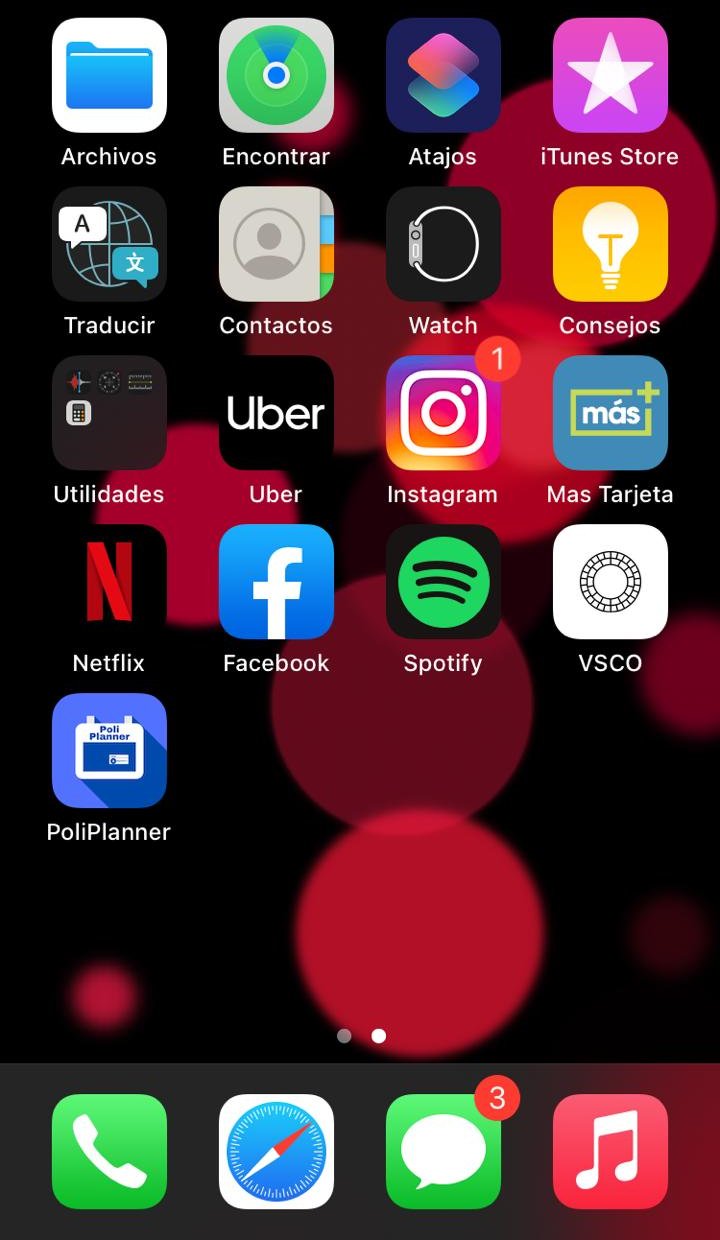 Archivos
Encontrar
Atajos
iTunes Store
A
文
Traducir
Contactos
Watch
Consejos
Utilidades
Uber
Uber
1
Instagram
más+
Mas Tarjeta
N
Netflix
f
Facebook
Spotify
VSCO
Poli
Planner
PoliPlanner
3